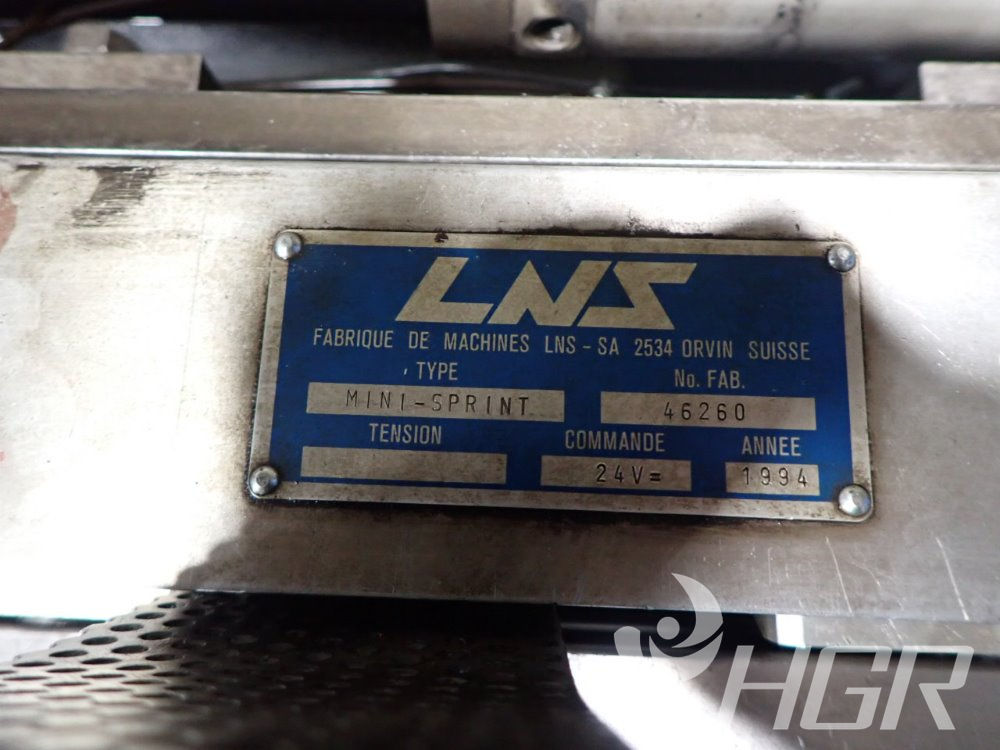 LNS
FABRIQUE DE MACHINES LNS-SA 2534 ORVIN SUISSE
TYPE No. FAB.
MINI-SPRINT 46260
TENSION COMMANDE ANNEE
24V= 1994
HGR